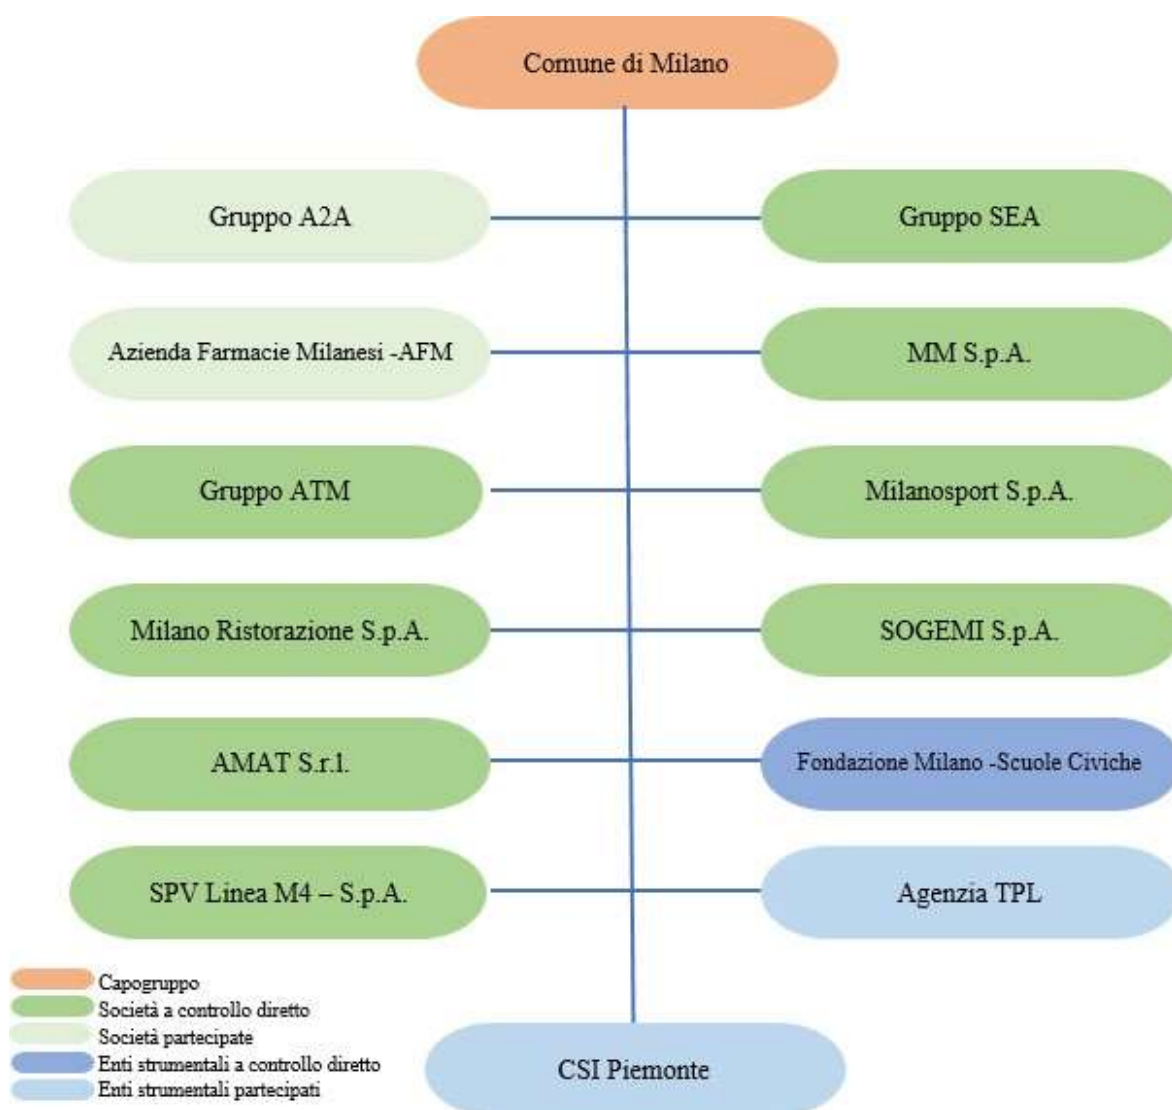 Comune di Milano
Gruppo A2A
Gruppo SEA
Azienda Farmacie Milanesi -AFM
MM S.p.A.
Gruppo ATM
Milanosport S.p.A.
Milano Ristorazione S.p.A.
SOGEMI S.p.A.
AMAT S.r.l.
Fondazione Milano -Scuole Civiche
SPV Linea M4 – S.p.A.
Agenzia TPL
Capogruppo
Società a controllo diretto
Società partecipate
Enti strumentali a controllo diretto
Enti strumentali partecipati
CSI Piemonte